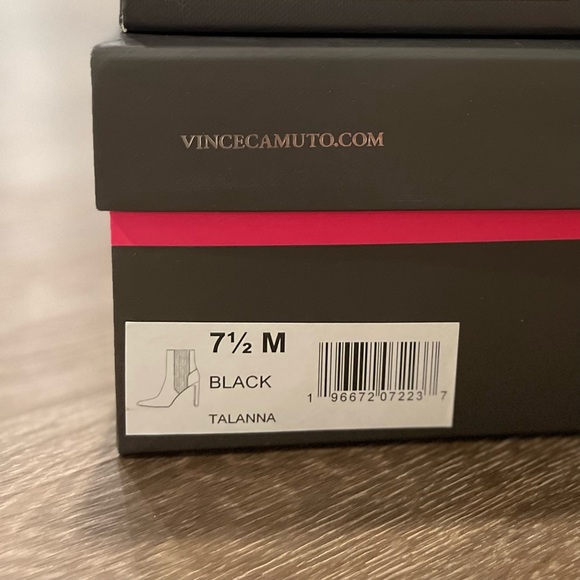 VINCECAMUTO.COM
7½ M
BLACK
TALANNA
1 96672 07223 7